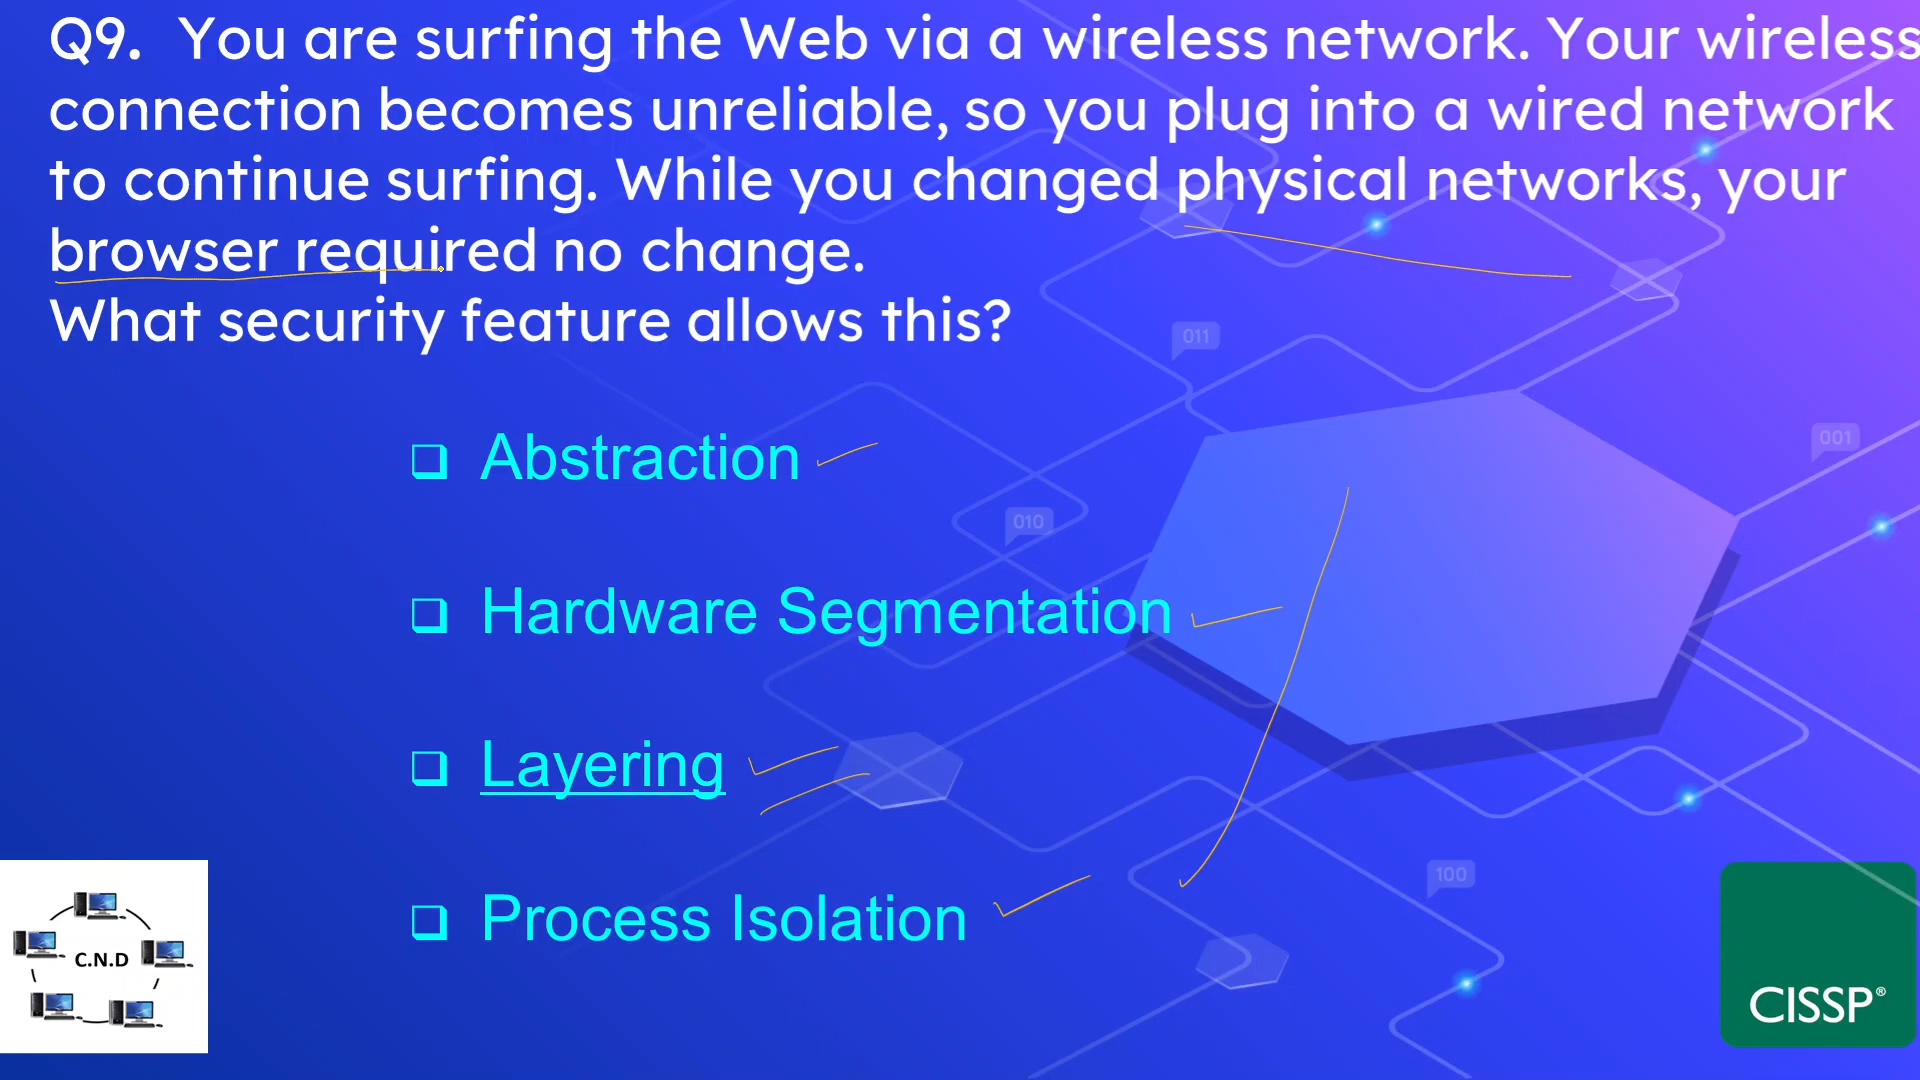 Q9. You are surfing the Web via a wireless network. Your wireless
connection becomes unreliable, so you plug into a wired network
to continue surfing. While you changed physical networks, your
browser required no change.
What security feature allows this?
011
001
Abstraction
010
Hardware Segmentation
Layering
100
Process Isolation
C.N.D
CISSP®